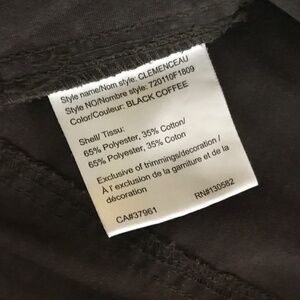 Style name/Nom style: CLEMENCEAU
Style NO/Nombre style: 720110F1809
Color/Couleur: BLACK COFFEE
Shell/ Tissu:
65% Polyester, 35% Cotton/
65% Polyester, 35% Coton
Exclusive of trimmings/decoration /
À l' exclusion de la garniture et de la
décoration
CA#37961 RN#130582